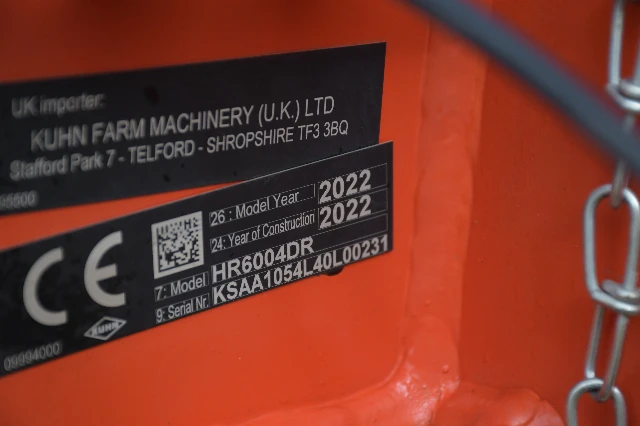 UK importer:
KUHN FARM MACHINERY (U.K.) LTD
Stafford Park 7 - TELFORD - SHROPSHIRE TF3 3BQ
95500
CE
26: Model Year 2022
24: Year of Construction 2022
7: Model HR6004DR
9: Serial Nr. KSAA1054L40L00231
KUHN
09994000